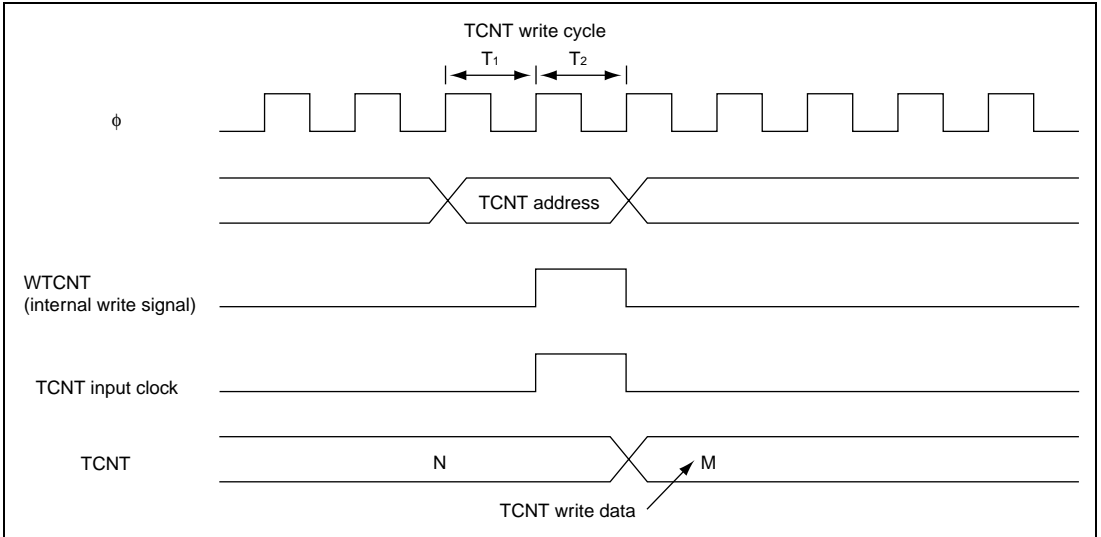 TCNT write cycle
T1 T2
ϕ
TCNT address
WTCNT
(internal write signal)
TCNT input clock
TCNT N M
TCNT write data